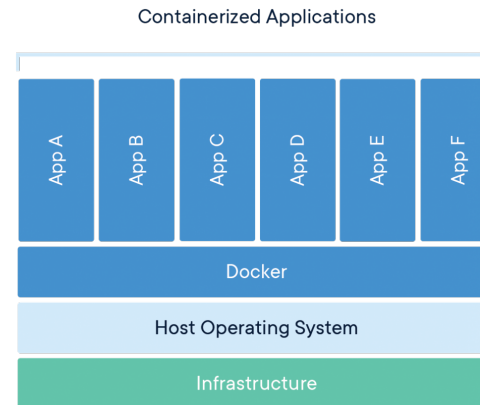 Containerized Applications
App A
App B
App C
App D
App E
App F
Docker
Host Operating System
Infrastructure